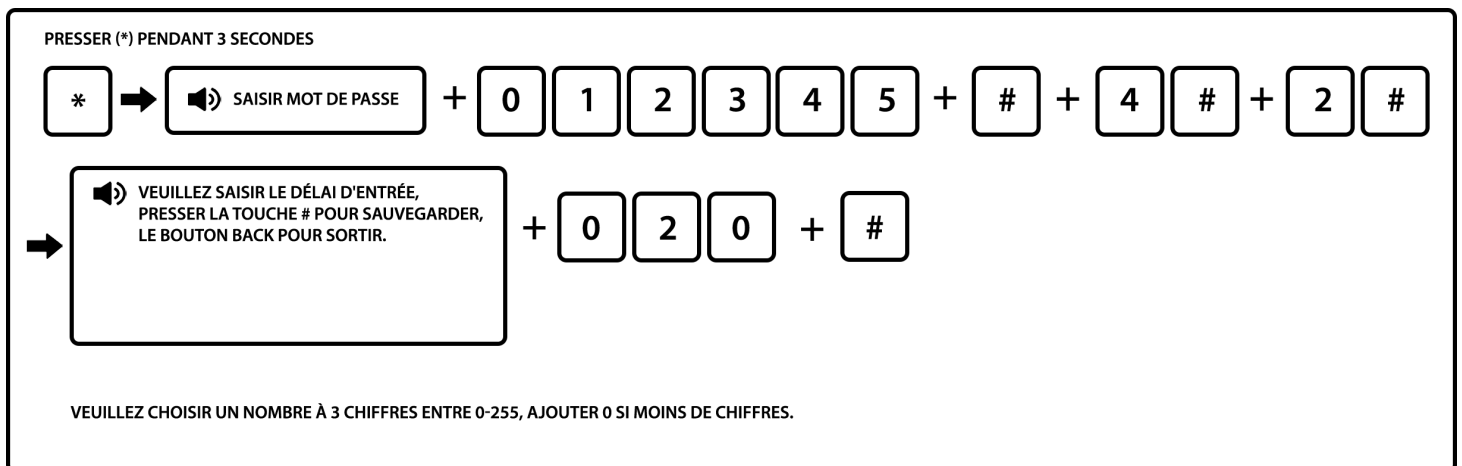 PRESSER (*) PENDANT 3 SECONDES
* SAISIR MOT DE PASSE + 0 1 2 3 4 5 + # + 4 # + 2 #
VEUILLEZ SAISIR LE DÉLAI D'ENTRÉE,
PRESSER LA TOUCHE # POUR SAUVEGARDER,
LE BOUTON BACK POUR SORTIR.
+ 0 2 0 + #
VEUILLEZ CHOISIR UN NOMBRE À 3 CHIFFRES ENTRE 0-255, AJOUTER 0 SI MOINS DE CHIFFRES.